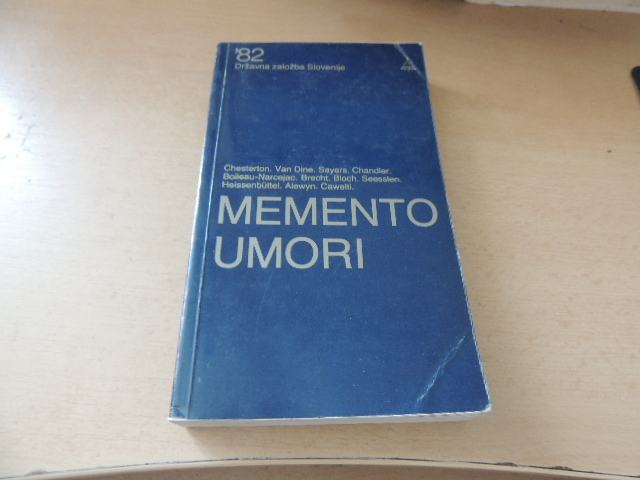 '82
Državna založba Slovenije
Chesterton. Van Dine. Sayers. Chandler.
Boileau-Narcejac. Brecht. Bloch. Seesslen.
Heissenbüttel. Alewyn. Cawelti.
MEMENTO
UMORI